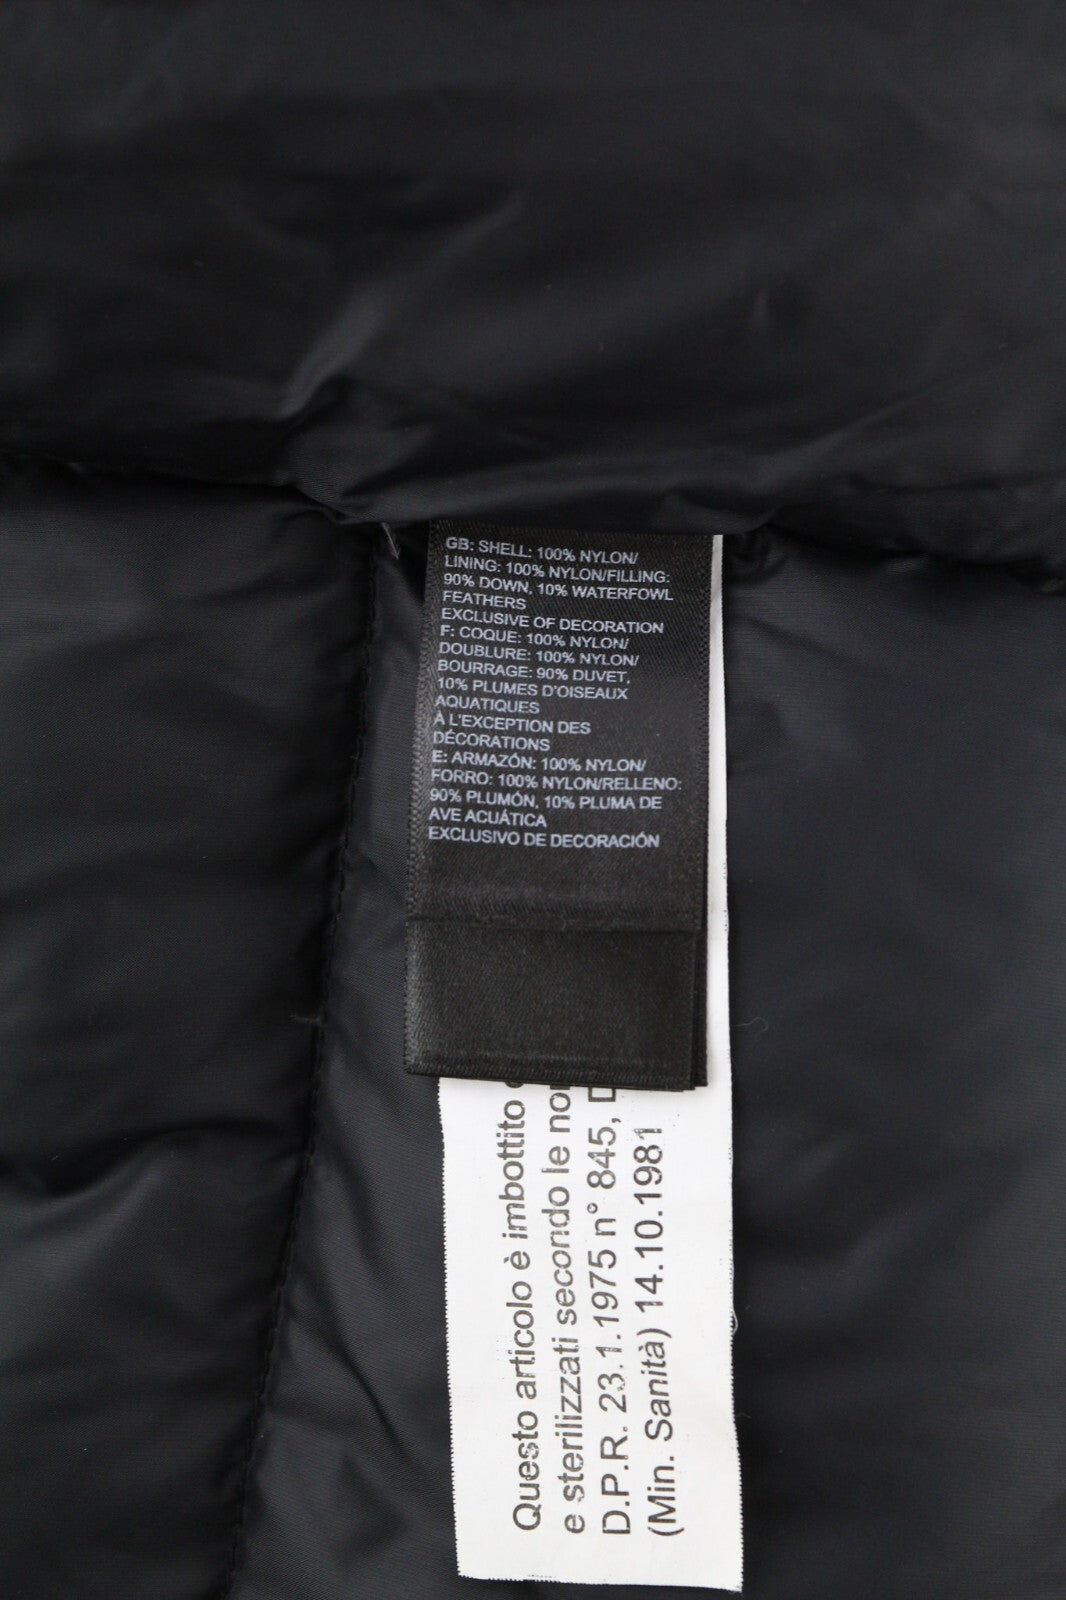 GB: SHELL: 100% NYLON/
LINING: 100% NYLON/FILLING:
90% DOWN, 10% WATERFOWL
FEATHERS
EXCLUSIVE OF DECORATION
F: COQUE: 100% NYLON/
DOUBLURE: 100% NYLON/
BOURRAGE: 90% DUVET,
10% PLUMES D'OISEAUX
AQUATIQUES
À L'EXCEPTION DES
DÉCORATIONS
E: ARMAZÓN: 100% NYLON/
FORRO: 100% NYLON/RELLENO:
90% PLUMÓN, 10% PLUMA DE
AVE ACUÁTICA
EXCLUSIVO DE DECORACIÓN
Questo articolo è imbottito
e sterilizzati secondo le
D.P.R. 23.1.1975 n° 845,
(Min. Sanità) 14.10.1981